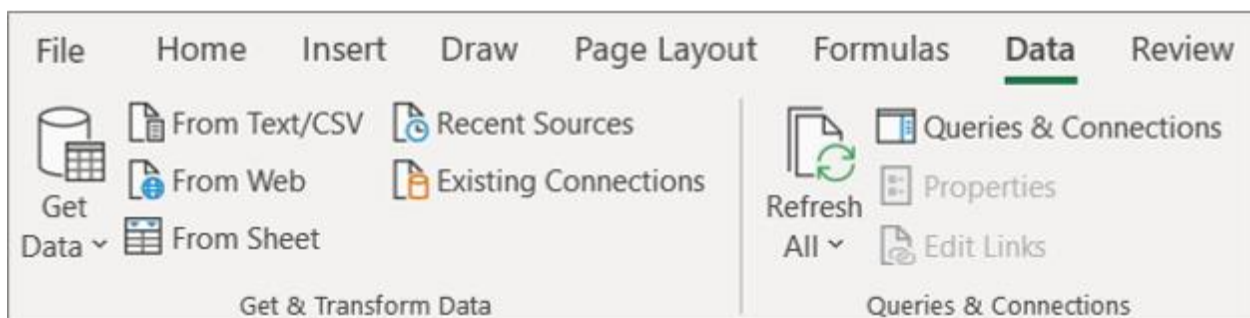 File Home Insert Draw Page Layout Formulas Data Review
From Text/CSV
From Web
From Sheet
Recent Sources
Existing Connections
Get
Data
Get & Transform Data
Refresh
All
Queries & Connections
Properties
Edit Links
Queries & Connections